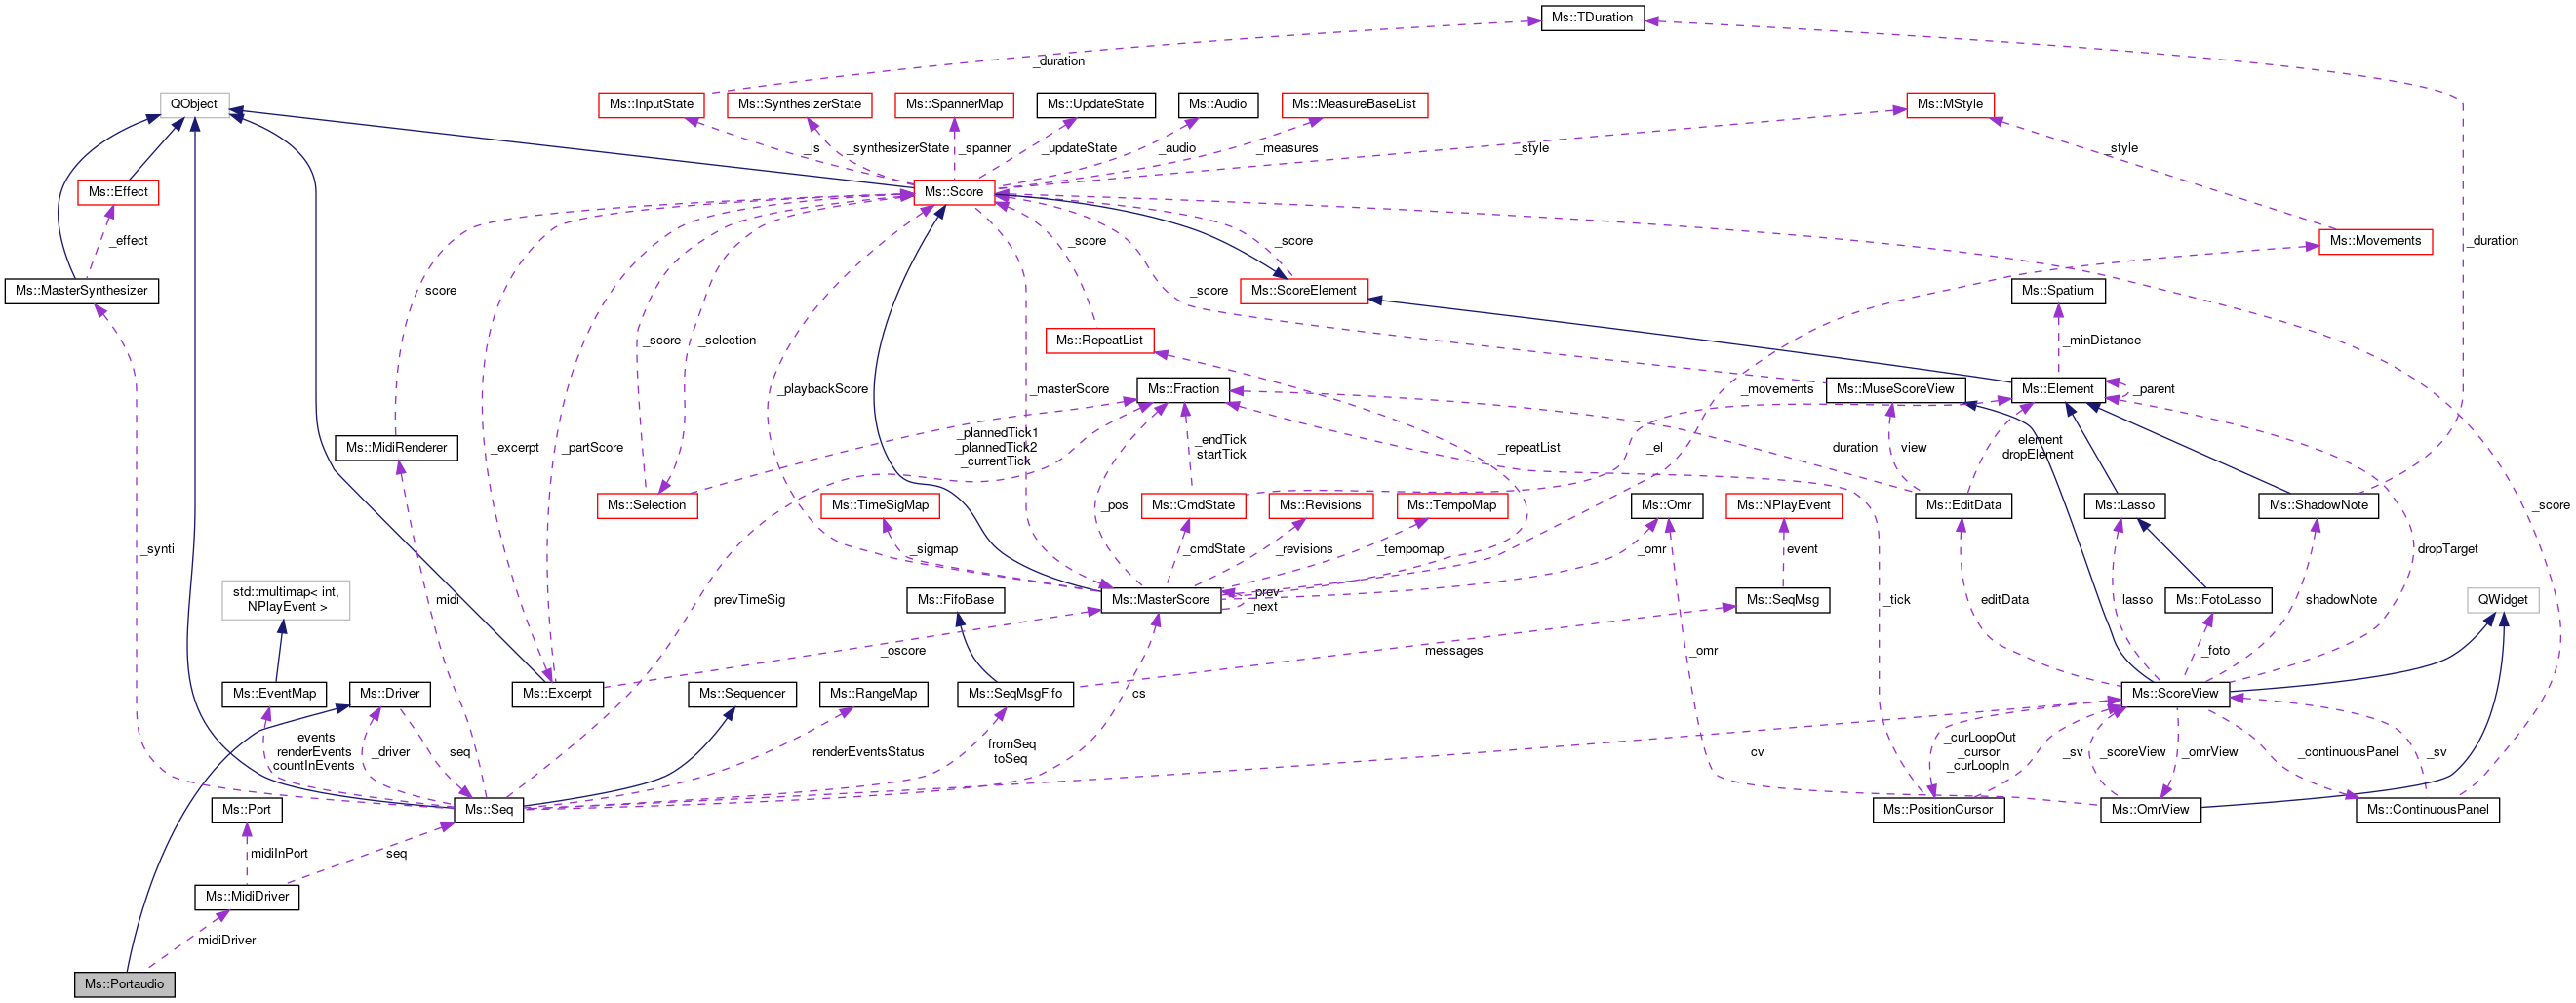 Ms::TDuration
_duration
QObject
Ms::InputState
Ms::SynthesizerState
Ms::SpannerMap
Ms::UpdateState
Ms::Audio
Ms::MeasureBaseList
Ms::MStyle
_is
_synthesizerState
_spanner
_updateState
_audio
_measures
_style
_style
Ms::Effect
Ms::Score
_effect
_score
_score
Ms::Movements
_duration
Ms::MasterSynthesizer
score
_score
Ms::ScoreElement
Ms::Spatium
_score
_selection
Ms::RepeatList
_minDistance
_playbackScore
_masterScore
Ms::Fraction
_movements
Ms::MuseScoreView
Ms::Element
_parent
Ms::MidiRenderer
_excerpt
_partScore
_plannedTick1
_plannedTick2
_currentTick
_endTick
_startTick
_repeatList
_el
duration
view
element
dropElement
Ms::Selection
Ms::TimeSigMap
_pos
Ms::CmdState
Ms::Revisions
Ms::TempoMap
Ms::Omr
Ms::NPlayEvent
Ms::EditData
Ms::Lasso
Ms::ShadowNote
_score
_synti
_sigmap
_cmdState
_revisions
_tempomap
_omr
event
dropTarget
std::multimap< int,
NPlayEvent >
midi
prevTimeSig
Ms::FifoBase
Ms::MasterScore
_prev
_next
Ms::SeqMsg
_tick
editData
lasso
Ms::FotoLasso
shadowNote
QWidget
_oscore
messages
_omr
_foto
Ms::EventMap
Ms::Driver
Ms::Excerpt
Ms::Sequencer
Ms::RangeMap
Ms::SeqMsgFifo
cs
Ms::ScoreView
events
renderEvents
countInEvents
_driver
seq
renderEventsStatus
fromSeq
toSeq
cv
_curLoopOut
_cursor
_curLoopIn
_sv
_scoreView
_omrView
_continuousPanel
_sv
Ms::Port
Ms::Seq
Ms::PositionCursor
Ms::OmrView
Ms::ContinuousPanel
midiInPort
seq
Ms::MidiDriver
midiDriver
Ms::Portaudio